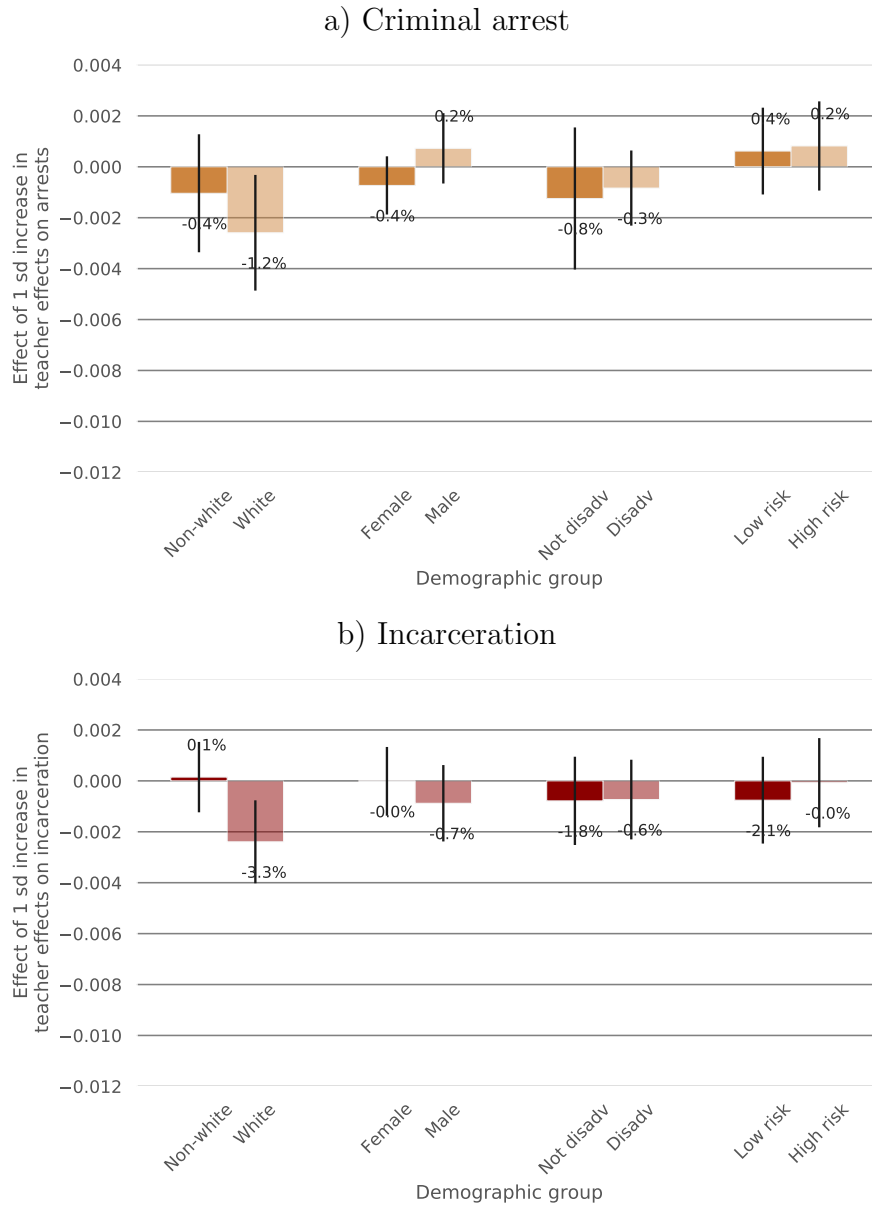 a) Criminal arrest
0.004
0.002
0.000
−0.002
−0.004
−0.006
−0.008
−0.010
−0.012
Effect of 1 sd increase in
teacher effects on arrests
-0.4%
-1.2%
-0.4%
0.2%
-0.8%
-0.3%
0.4%
0.2%
Non-white
White
Female
Male
Not disadv
Disadv
Low risk
High risk
Demographic group
b) Incarceration
0.004
0.002
0.000
−0.002
−0.004
−0.006
−0.008
−0.010
−0.012
Effect of 1 sd increase in
teacher effects on incarceration
0.1%
-3.3%
-0.0%
-0.7%
-1.8%
-0.6%
-2.1%
-0.0%
Non-white
White
Female
Male
Not disadv
Disadv
Low risk
High risk
Demographic group